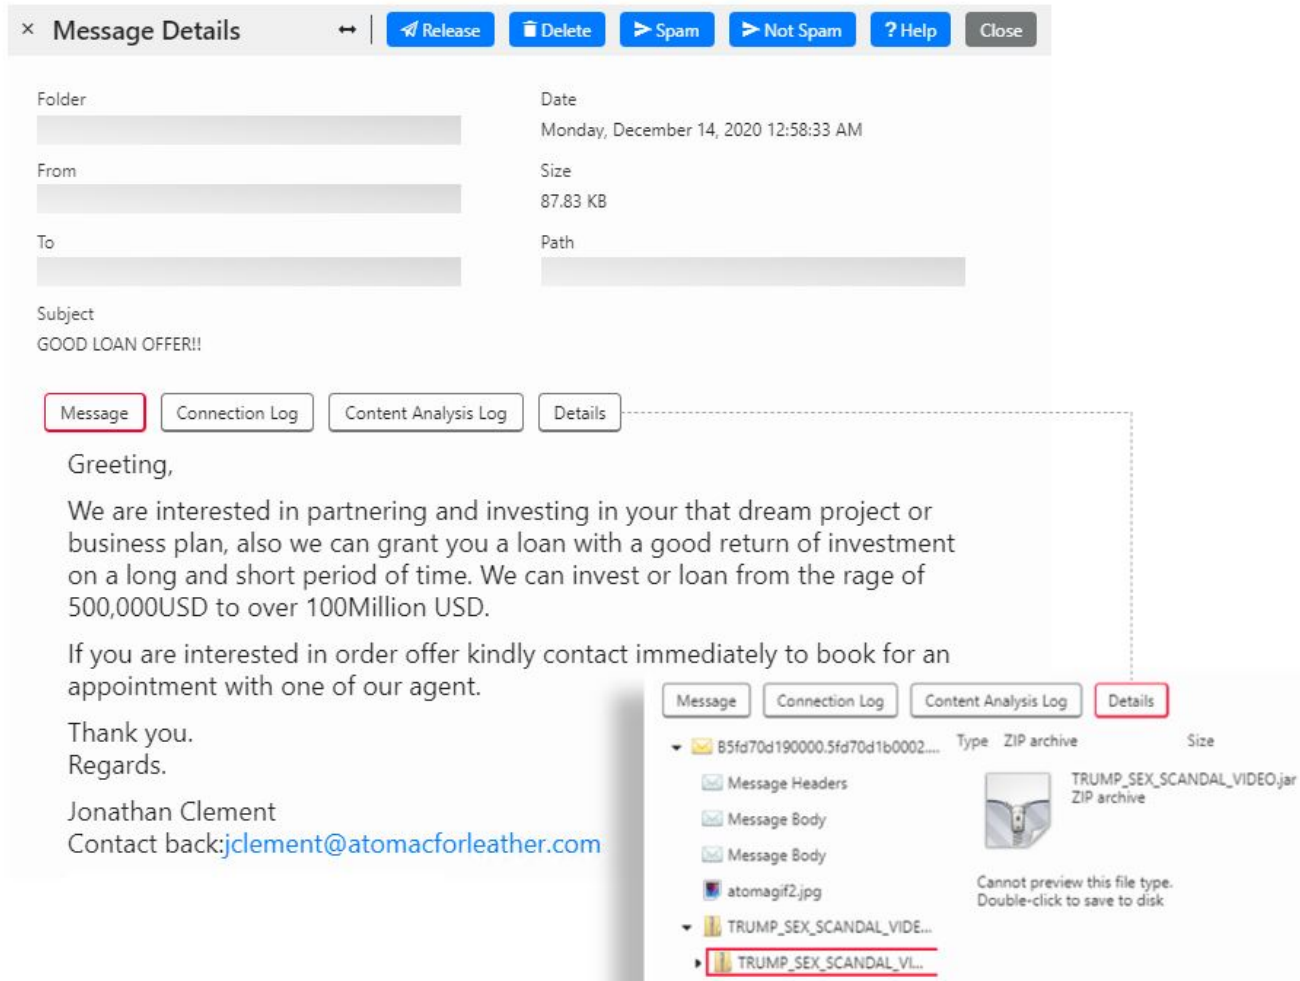 × Message Details Release Delete Spam Not Spam ? Help Close
Folder
Date
Monday, December 14, 2020 12:58:33 AM
From
Size
87.83 KB
To
Path
Subject
GOOD LOAN OFFER!!
Message Connection Log Content Analysis Log Details
Greeting,
We are interested in partnering and investing in your that dream project or
business plan, also we can grant you a loan with a good return of investment
on a long and short period of time. We can invest or loan from the rage of
500,000USD to over 100Million USD.
If you are interested in order offer kindly contact immediately to book for an
appointment with one of our agent.
Thank you.
Regards.
Jonathan Clement
Contact back:jclement@atomacforleather.com
Message Connection Log Content Analysis Log Details
B5fd70d190000.5fd70d1b0002....
Message Headers
Message Body
Message Body
atomagif2.jpg
TRUMP_SEX_SCANDAL_VIDE...
TRUMP_SEX_SCANDAL_VI...
Type ZIP archive Size
TRUMP_SEX_SCANDAL_VIDEO.jar
ZIP archive
Cannot preview this file type.
Double-click to save to disk